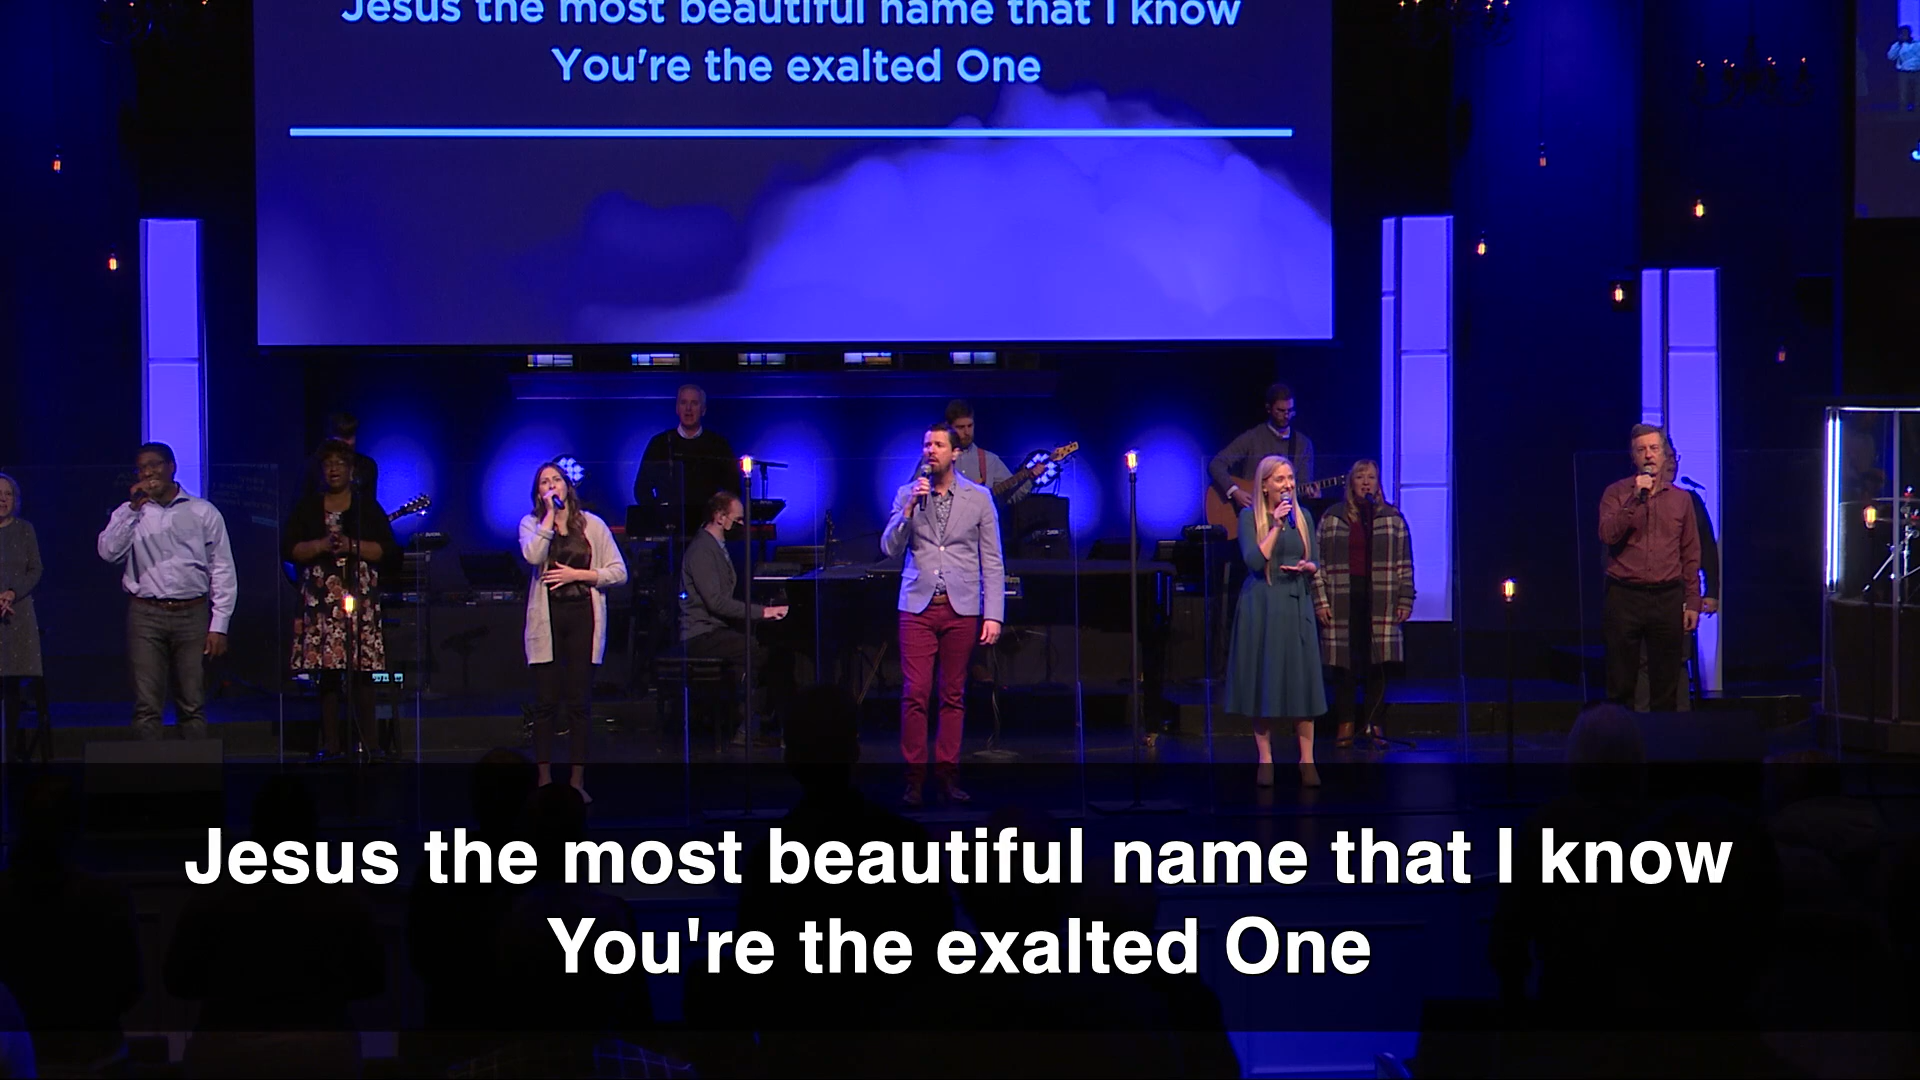 Jesus the most beautiful name that I know
You're the exalted One
Jesus the most beautiful name that I know
You're the exalted One